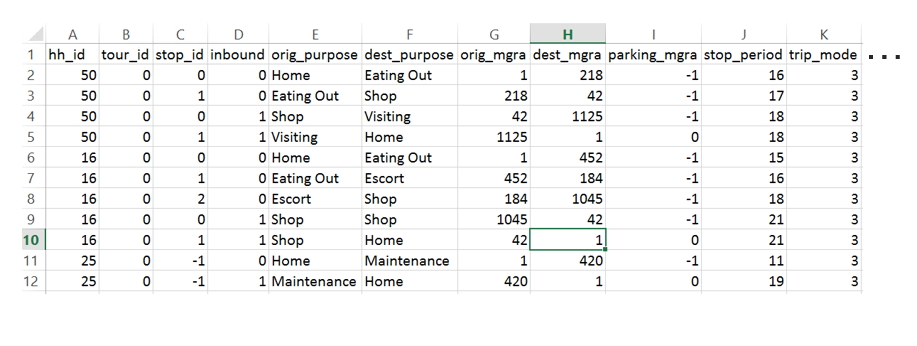 A B C D E F G H I J K
1 hh_id tour_id stop_id inbound orig_purpose dest_purpose orig_mgra dest_mgra parking_mgra stop_period trip_mode ...
2 50 0 0 0 Home Eating Out 1 218 -1 16 3
3 50 0 1 0 Eating Out Shop 218 42 -1 17 3
4 50 0 0 1 Shop Visiting 42 1125 -1 18 3
5 50 0 1 1 Visiting Home 1125 1 0 18 3
6 16 0 0 0 Home Eating Out 1 452 -1 15 3
7 16 0 1 0 Eating Out Escort 452 184 -1 16 3
8 16 0 2 0 Escort Shop 184 1045 -1 18 3
9 16 0 0 1 Shop Shop 1045 42 -1 21 3
10 16 0 1 1 Shop Home 42 1 0 21 3
11 25 0 -1 0 Home Maintenance 1 420 -1 11 3
12 25 0 -1 1 Maintenance Home 420 1 0 19 3